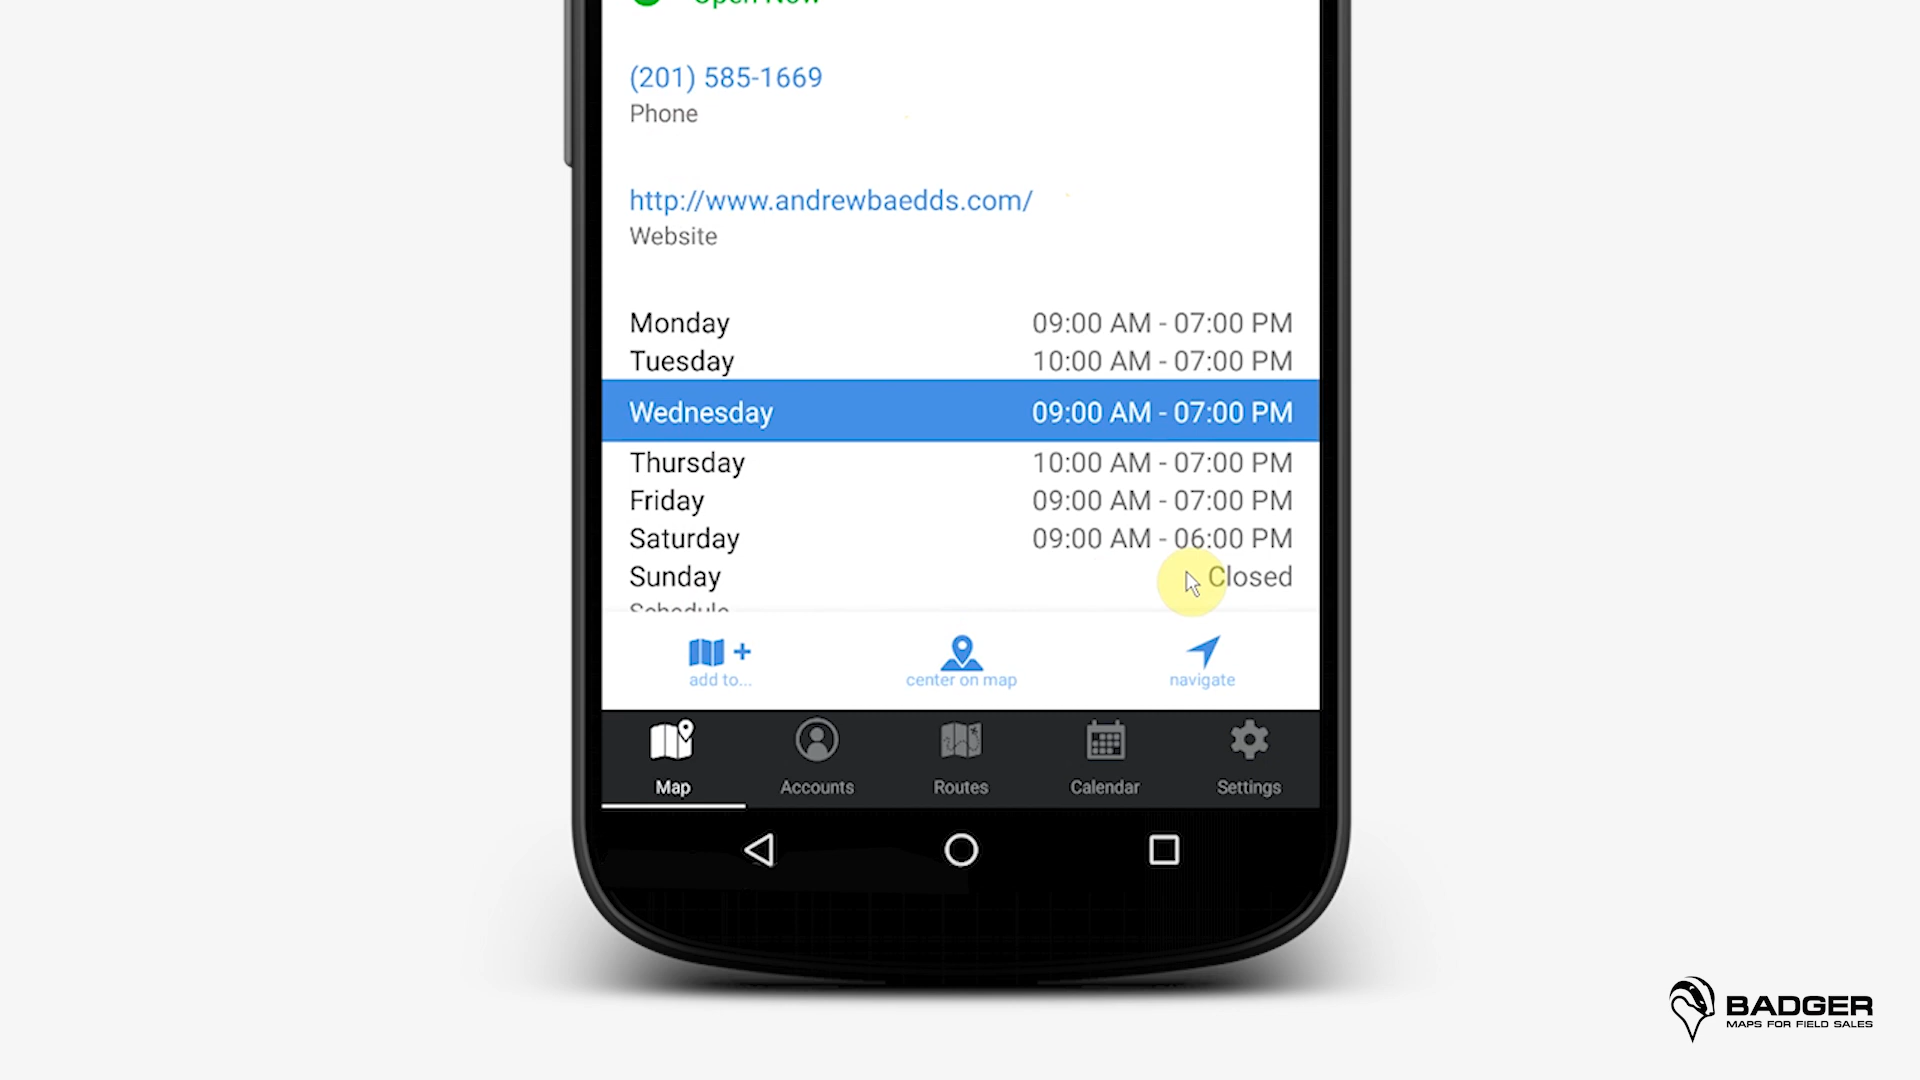 Open Now
(201) 585-1669
Phone
http://www.andrewbaedds.com/
Website
Monday 09:00 AM - 07:00 PM
Tuesday 10:00 AM - 07:00 PM
Wednesday 09:00 AM - 07:00 PM
Thursday 10:00 AM - 07:00 PM
Friday 09:00 AM - 07:00 PM
Saturday 09:00 AM - 06:00 PM
Sunday Closed
Schedule
add to... center on map navigate
Map Accounts Routes Calendar Settings
BADGER
MAPS FOR FIELD SALES